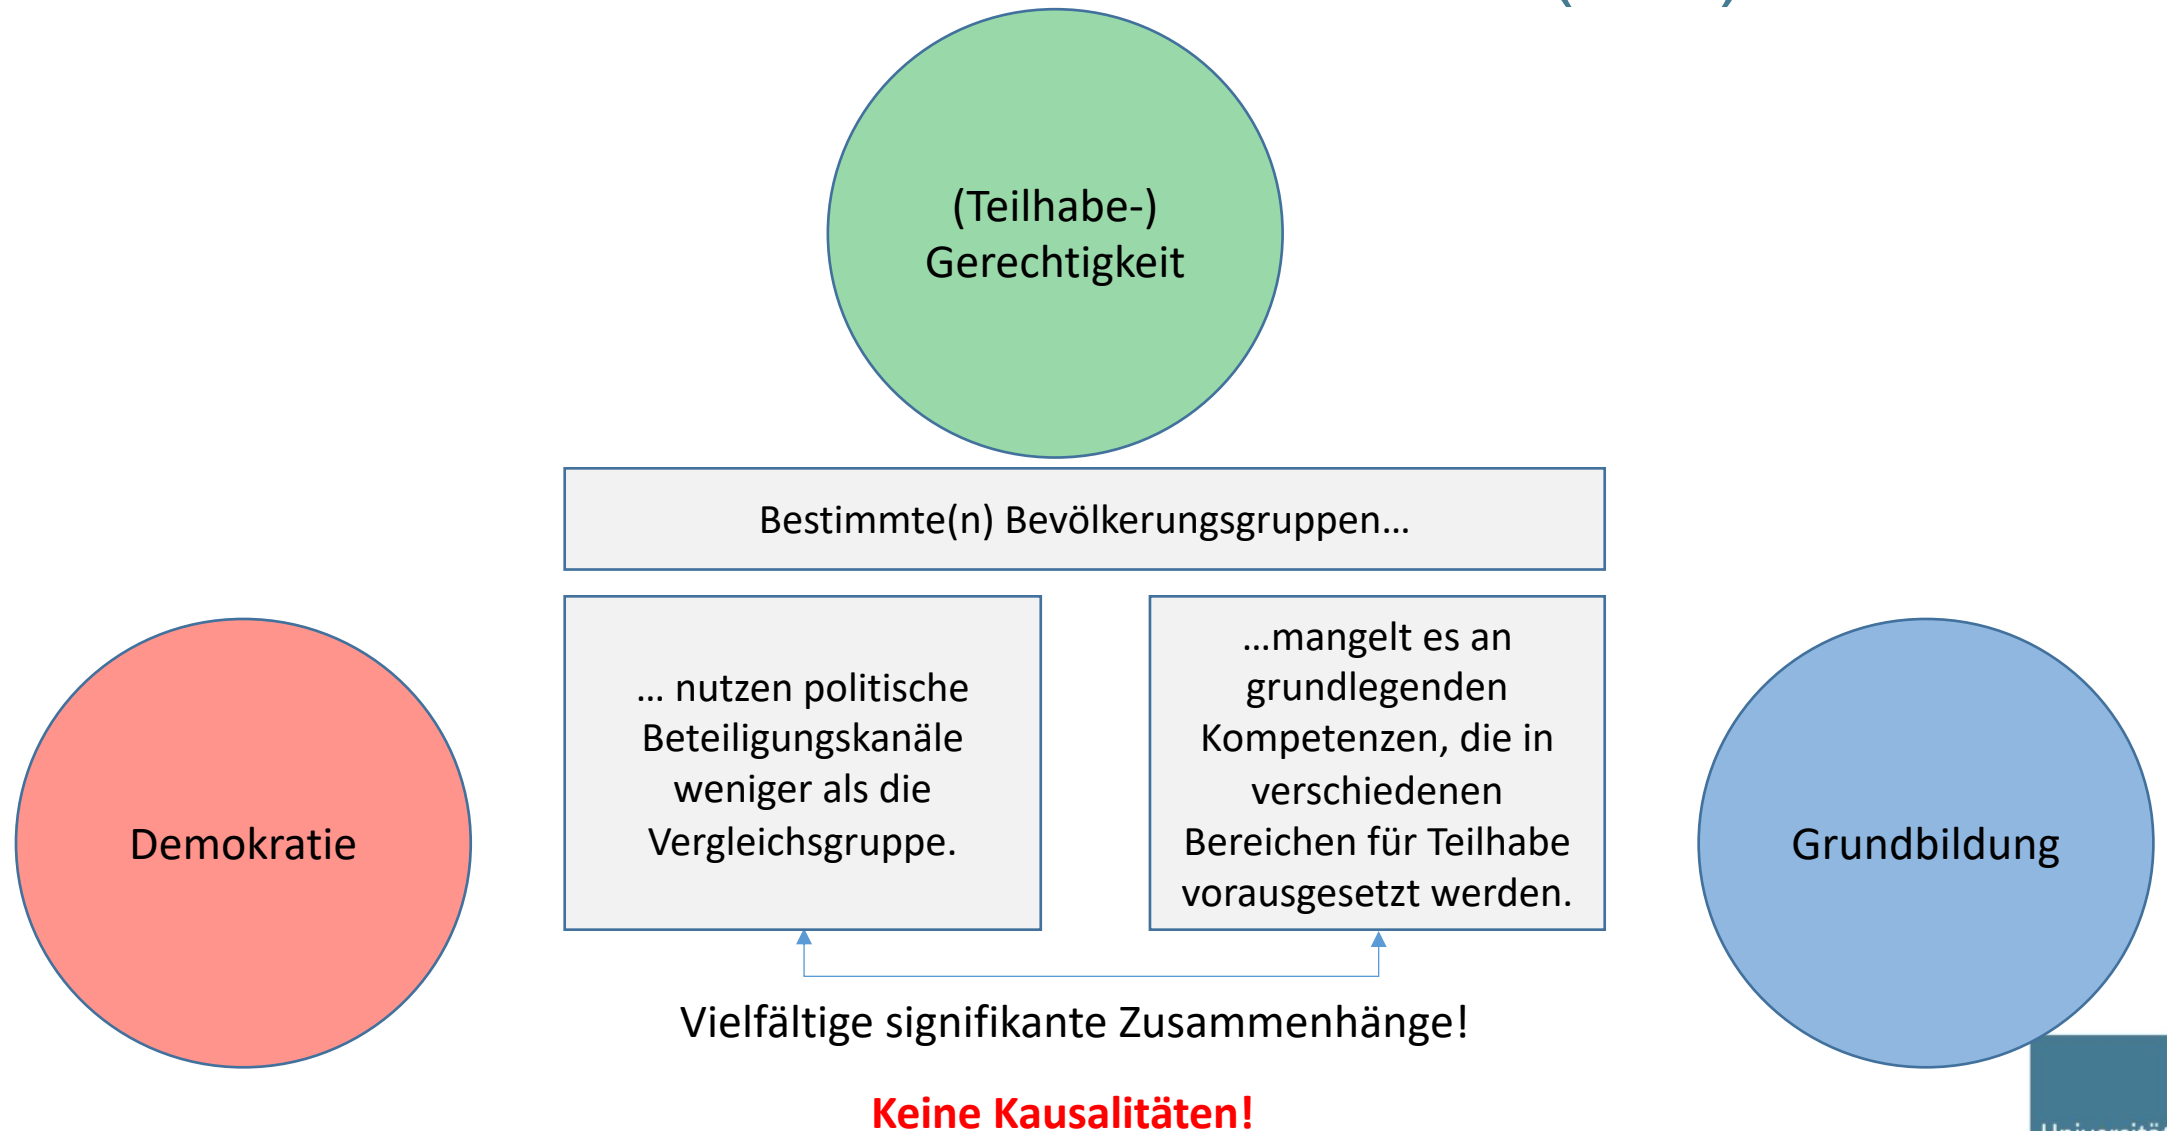 (Teilhabe-)
Gerechtigkeit
Bestimmte(n) Bevölkerungsgruppen…
… nutzen politische
Beteiligungskanäle
weniger als die
Vergleichsgruppe.
…mangelt es an
grundlegenden
Kompetenzen, die in
verschiedenen
Bereichen für Teilhabe
vorausgesetzt werden.
Demokratie
Grundbildung
Vielfältige signifikante Zusammenhänge!
Keine Kausalitäten!